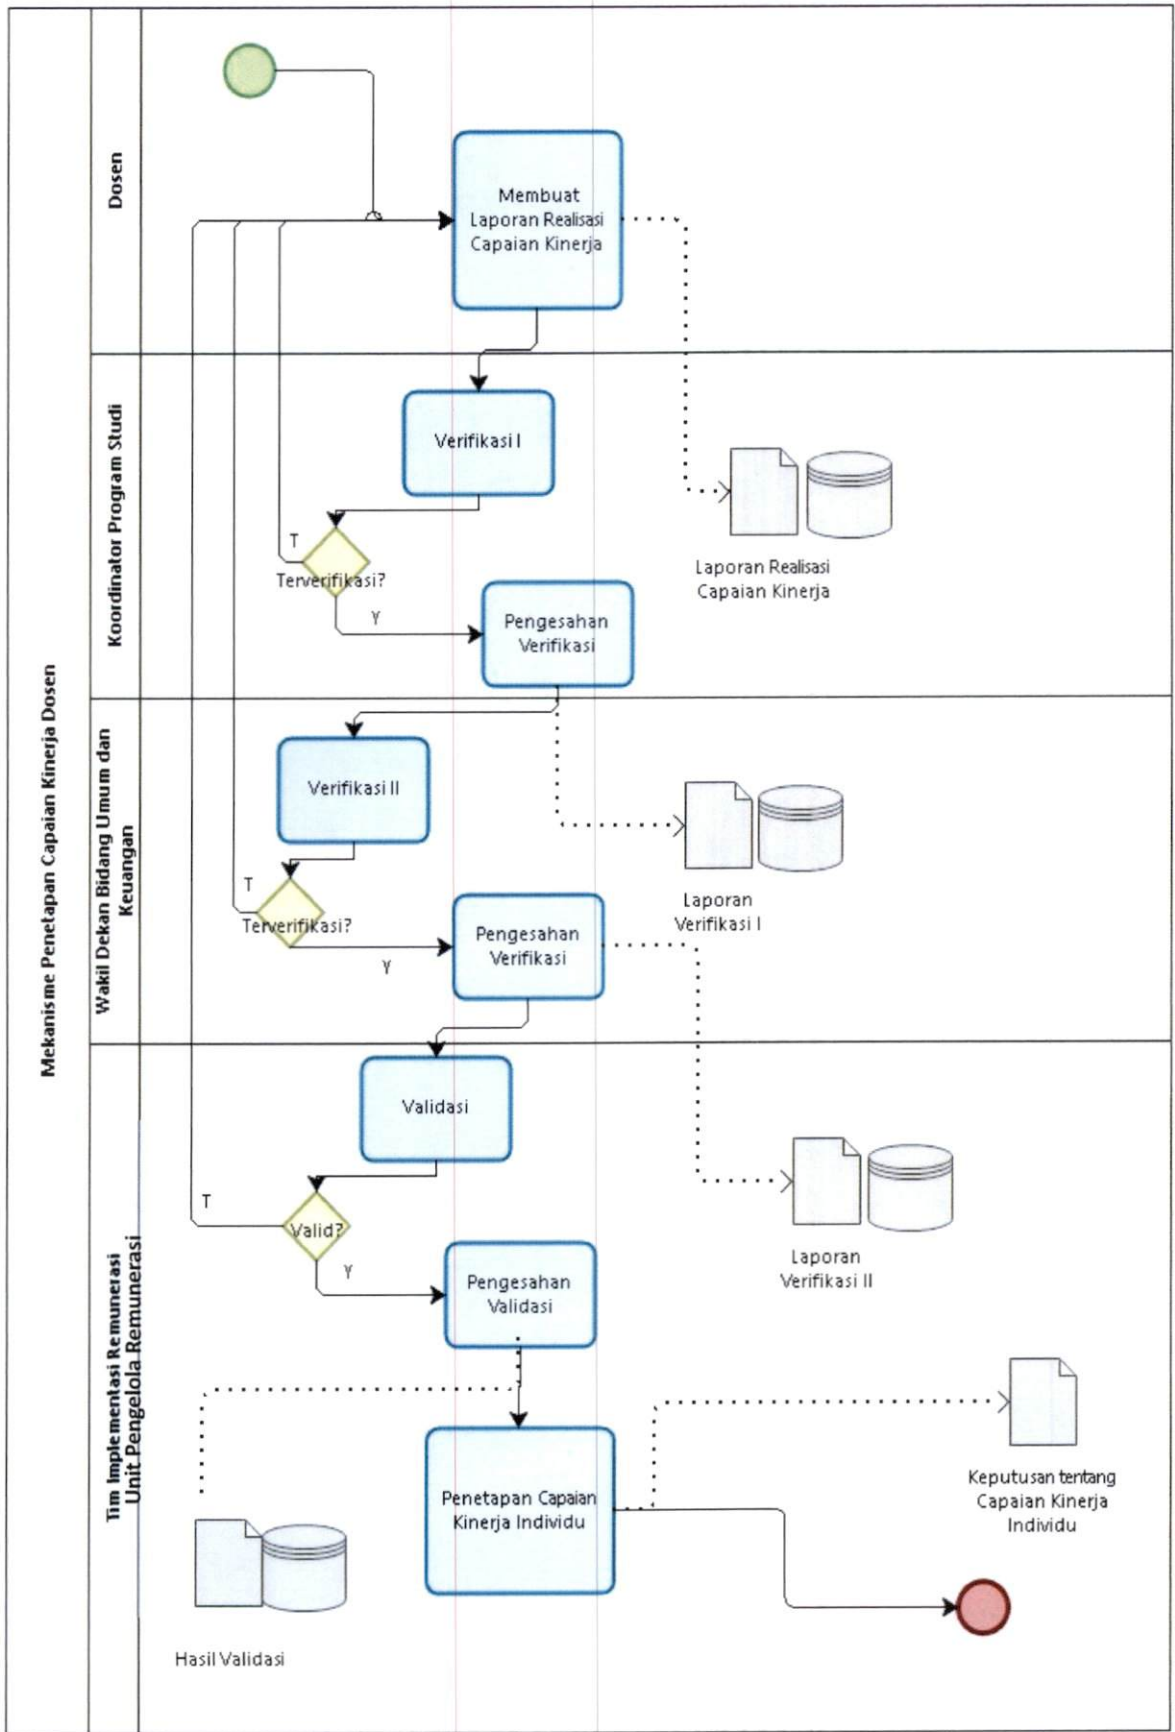 Mekanisme Penetapan Capaian Kinerja Dosen
Dosen
Membuat
Laporan Realisasi
Capaian Kinerja
Koordinator Program Studi
Verifikasi I
T
Terverifikasi?
Y
Pengesahan
Verifikasi
Laporan Realisasi
Capaian Kinerja
Wakil Dekan Bidang Umum dan
Keuangan
Verifikasi II
T
Terverifikasi?
Y
Pengesahan
Verifikasi
Laporan
Verifikasi I
Tim Implementasi Remunerasi
Unit Pengelola Remunerasi
Validasi
T
Valid?
Y
Pengesahan
Validasi
Laporan
Verifikasi II
Penetapan Capaian
Kinerja Individu
Keputusan tentang
Capaian Kinerja
Individu
Hasil Validasi